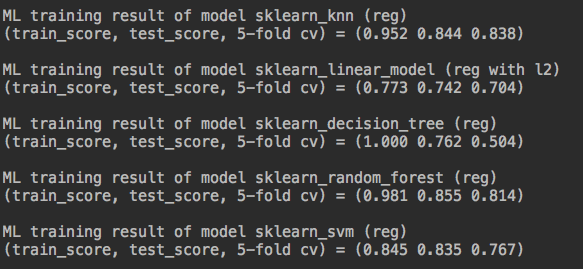 ML training result of model sklearn_knn (reg)
(train_score, test_score, 5-fold cv) = (0.952 0.844 0.838)
ML training result of model sklearn_linear_model (reg with l2)
(train_score, test_score, 5-fold cv) = (0.773 0.742 0.704)
ML training result of model sklearn_decision_tree (reg)
(train_score, test_score, 5-fold cv) = (1.000 0.762 0.504)
ML training result of model sklearn_random_forest (reg)
(train_score, test_score, 5-fold cv) = (0.981 0.855 0.814)
ML training result of model sklearn_svm (reg)
(train_score, test_score, 5-fold cv) = (0.845 0.835 0.767)